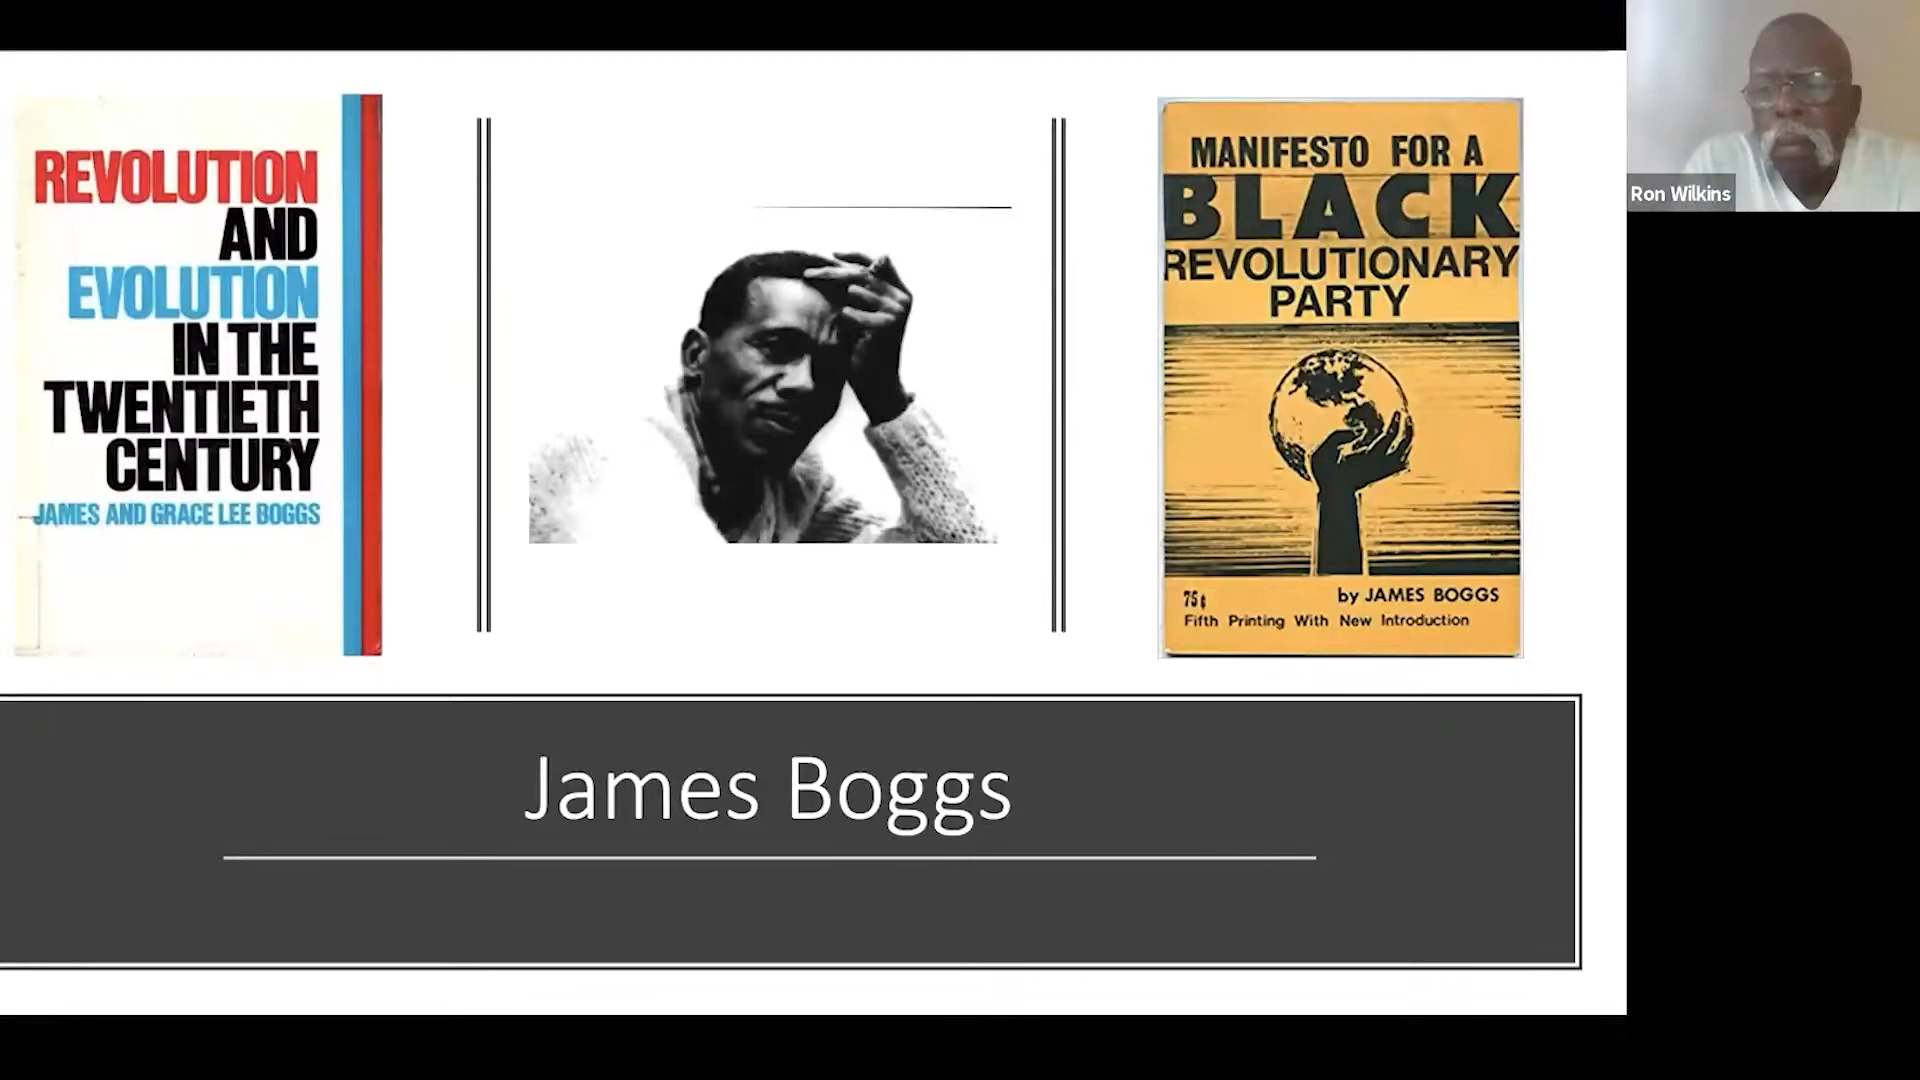 REVOLUTION
AND
EVOLUTION
IN THE
TWENTIETH
CENTURY
JAMES AND GRACE LEE BOGGS
MANIFESTO FOR A
BLACK
REVOLUTIONARY
PARTY
75¢
by JAMES BOGGS
Fifth Printing With New Introduction
James Boggs
Ron Wilkins